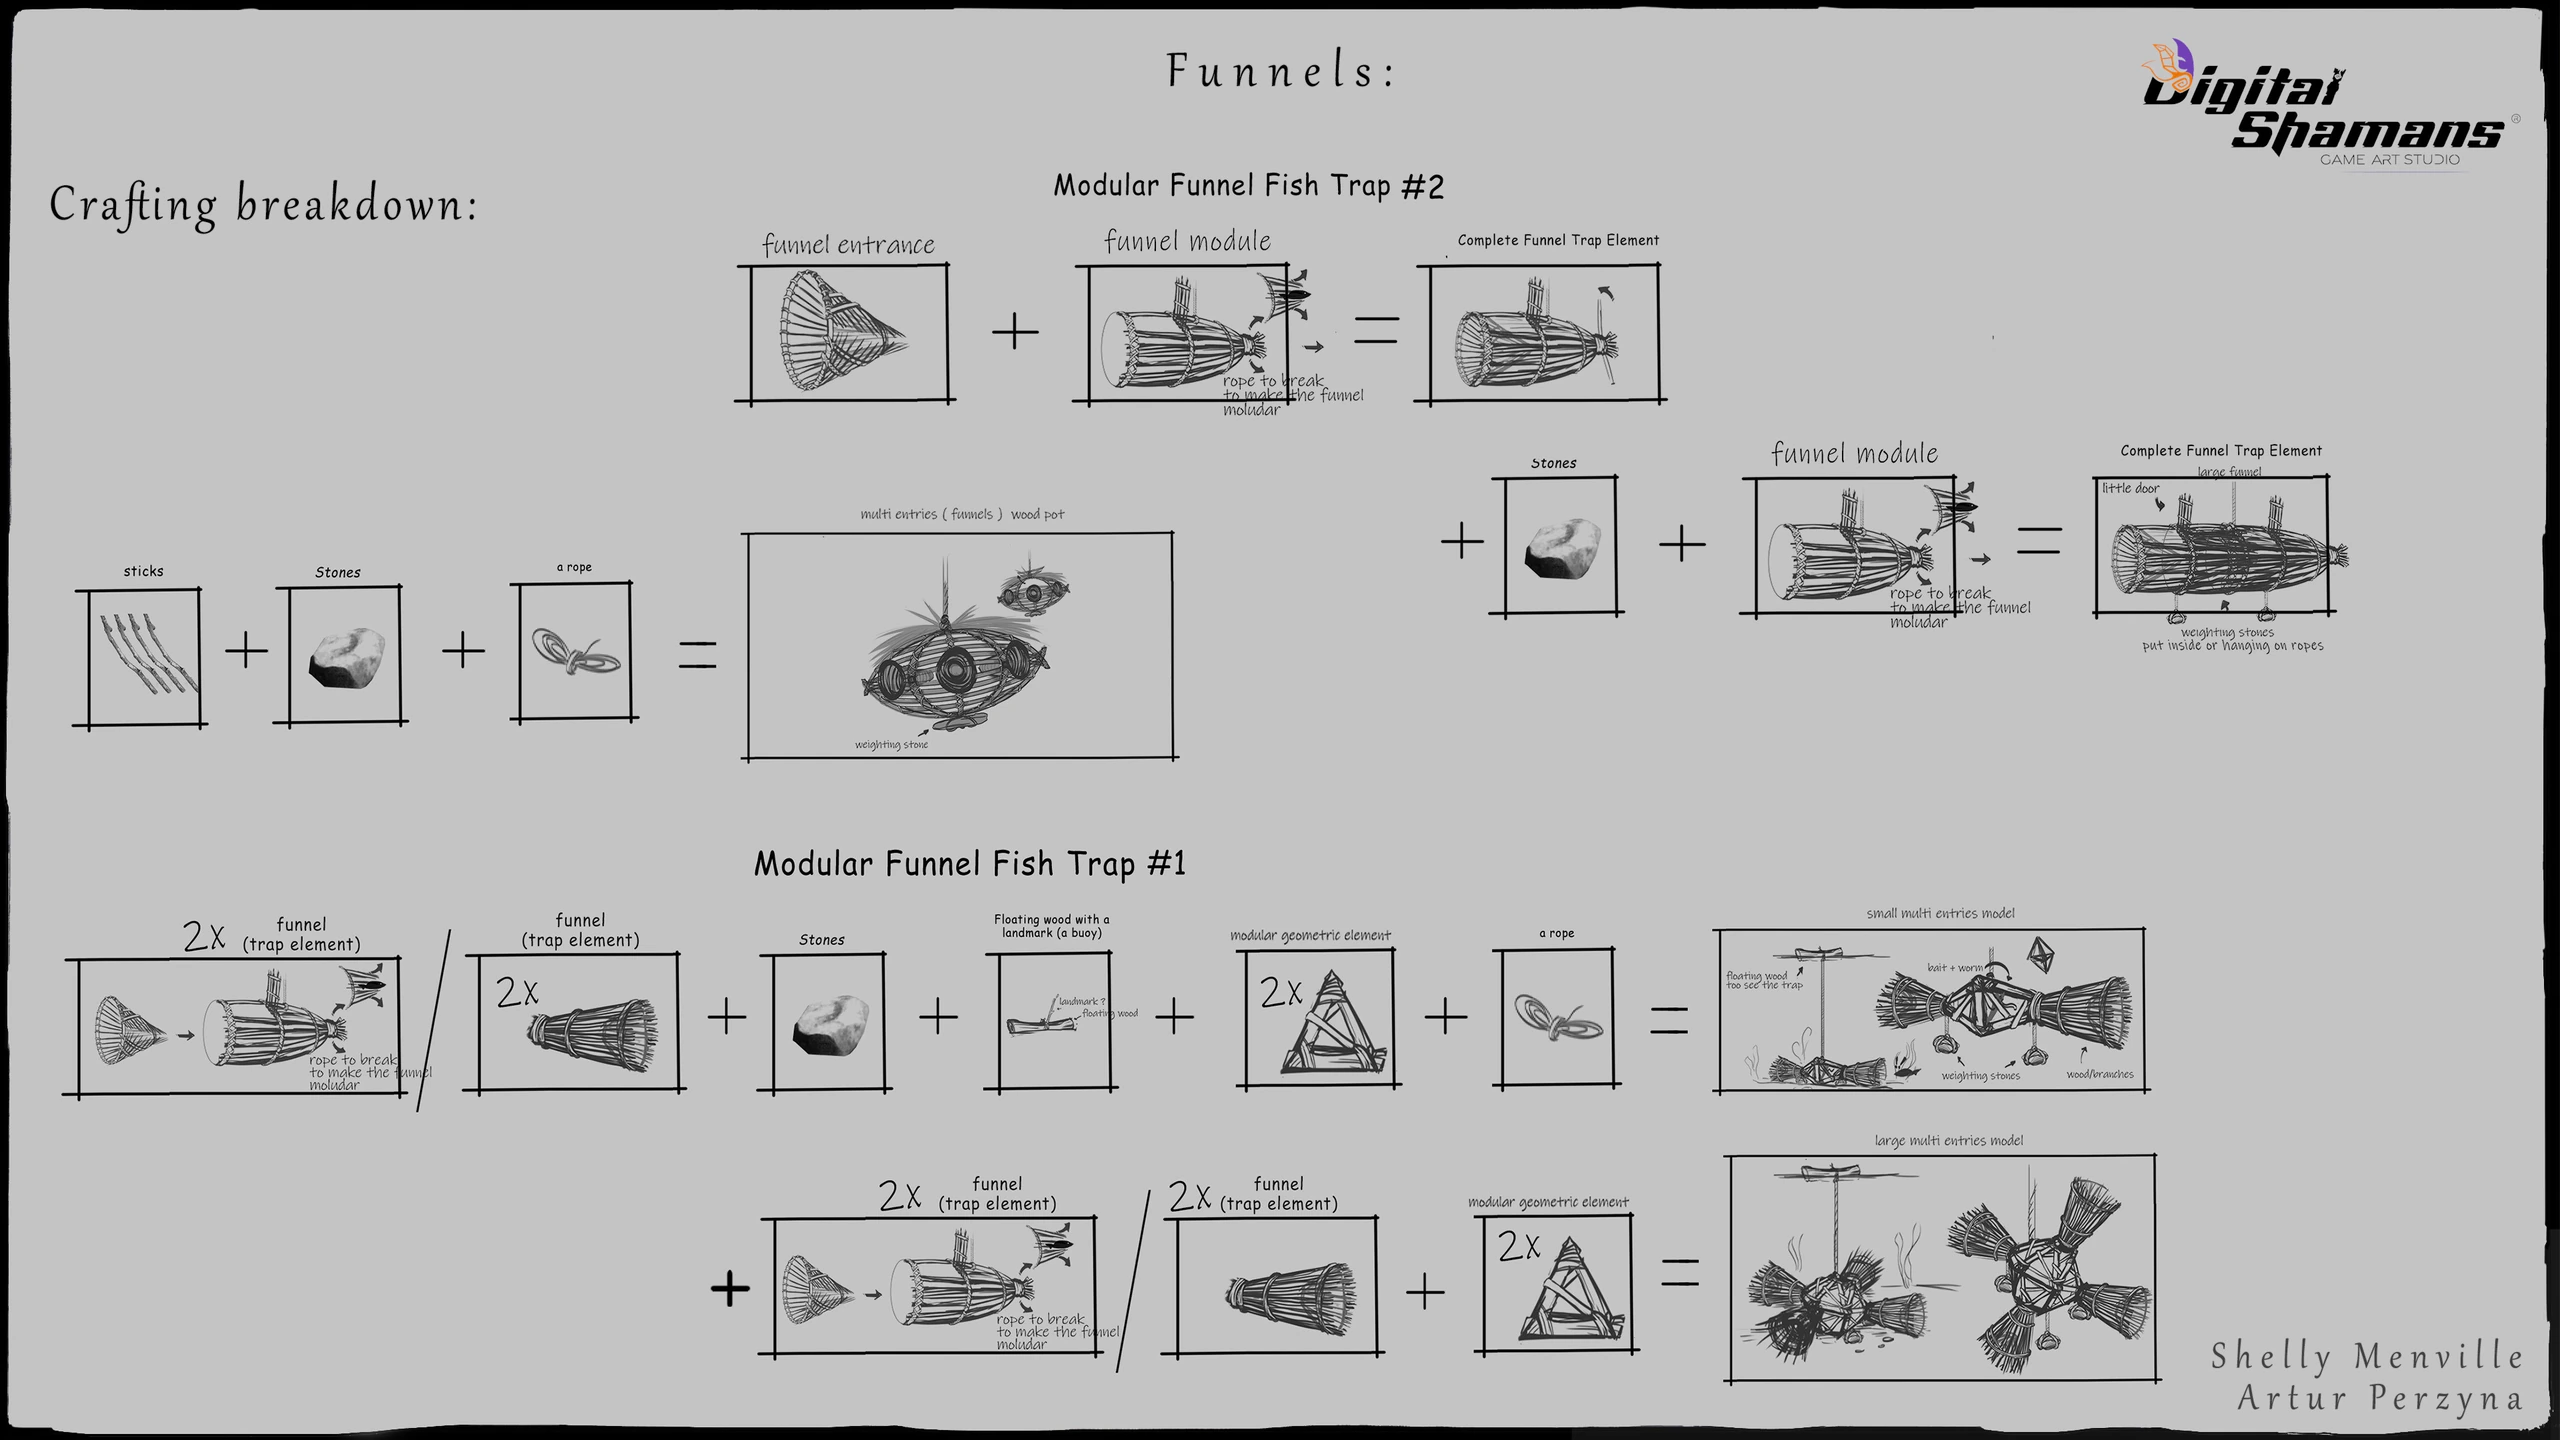 Funnels:
Digital
Shamans ®
GAME ART STUDIO
Crafting breakdown:
Modular Funnel Fish Trap #2
funnel entrance
funnel module
Complete Funnel Trap Element
+
=
rope to break
to make the funnel
moludar
Stones
funnel module
Complete Funnel Trap Element
large funnel
little door
+
+
=
rope to break
to make the funnel
moludar
weighting stones
put inside or hanging on ropes
multi entries ( funnels ) wood pot
sticks
Stones
a rope
+
+
=
weighting stone
Modular Funnel Fish Trap #1
2x funnel
(trap element)
rope to break
to make the funnel
moludar
/
funnel
(trap element)
2x
+
Stones
+
Floating wood with a
landmark (a buoy)
landmark ?
floating wood
+
modular geometric element
2x
+
a rope
=
small multi entries model
floating wood
too see the trap
bait + worm
weighting stones
wood/branches
+
2x funnel
(trap element)
rope to break
to make the funnel
moludar
/
2x funnel
(trap element)
+
modular geometric element
2x
=
large multi entries model
Shelly Menville
Artur Perzyna